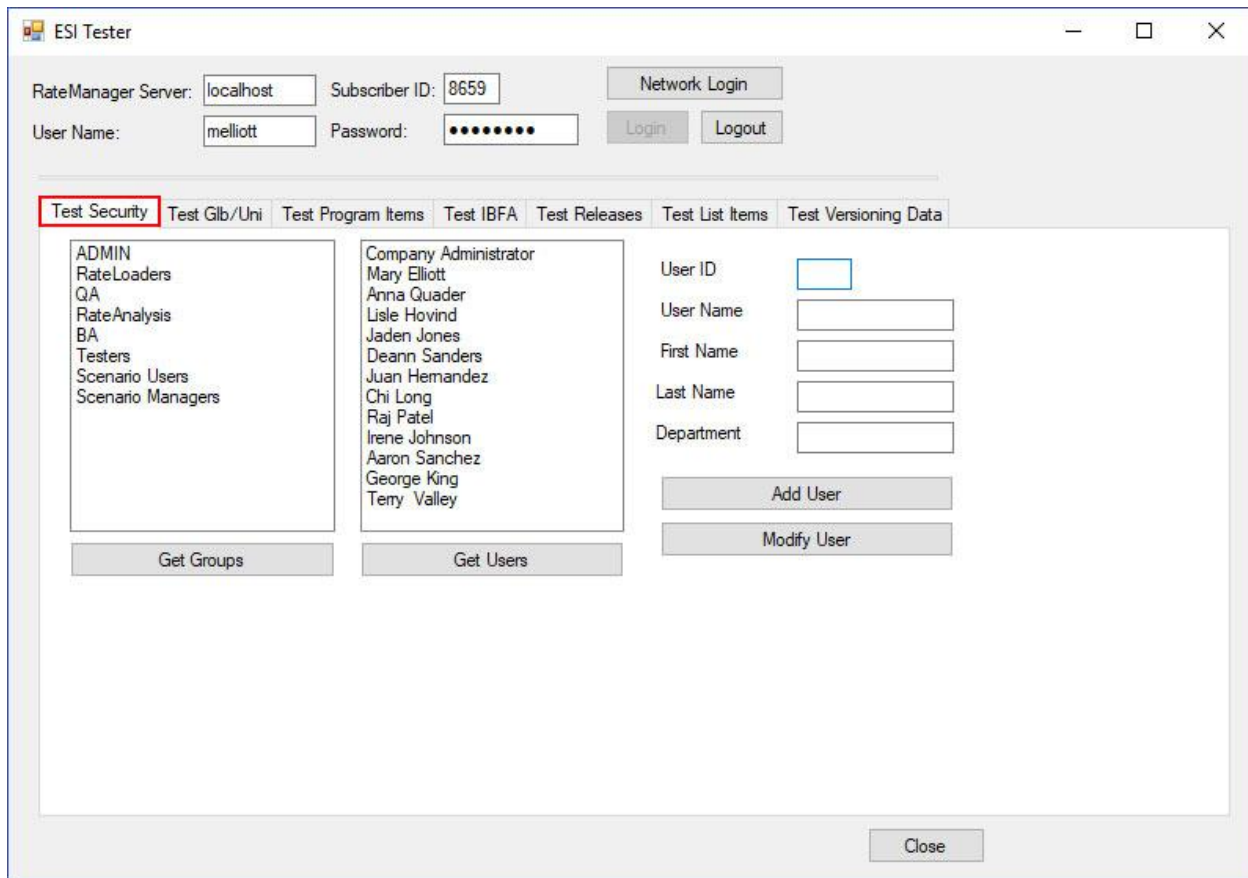 ESI Tester
RateManager Server: localhost Subscriber ID: 8659 Network Login
User Name: melliott Password: ●●●●●●●● Login Logout
Test Security Test Glb/Uni Test Program Items Test IBFA Test Releases Test List Items Test Versioning Data
ADMIN
RateLoaders
QA
RateAnalysis
BA
Testers
Scenario Users
Scenario Managers
Get Groups
Company Administrator
Mary Elliott
Anna Quader
Lisle Hovind
Jaden Jones
Deann Sanders
Juan Hernandez
Chi Long
Raj Patel
Irene Johnson
Aaron Sanchez
George King
Terry Valley
Get Users
User ID
User Name
First Name
Last Name
Department
Add User
Modify User
Close